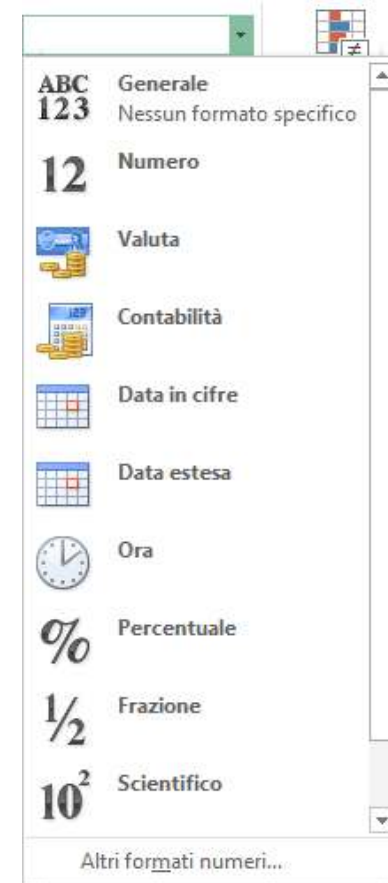 ABC
123
Generale
Nessun formato specifico
12
Numero
Valuta
123
Contabilità
Data in cifre
Data estesa
Ora
%
Percentuale
½
Frazione
10²
Scientifico
Altri formati numeri...